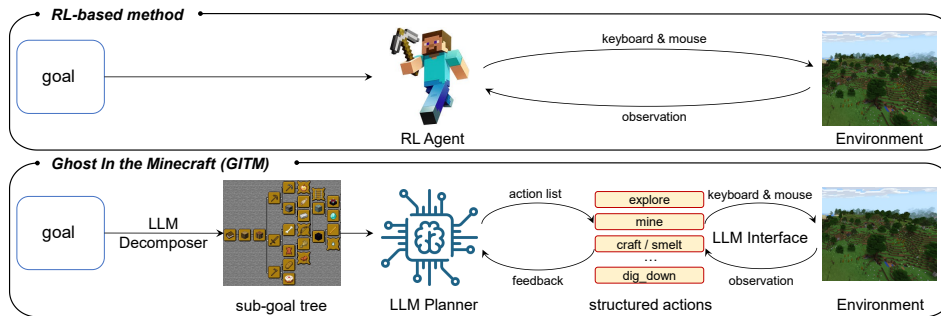 RL-based method
goal
keyboard & mouse
observation
RL Agent
Environment
Ghost In the Minecraft (GITM)
goal
LLM
Decomposer
sub-goal tree
LLM Planner
action list
feedback
explore
mine
craft / smelt
...
dig_down
structured actions
keyboard & mouse
LLM Interface
observation
Environment